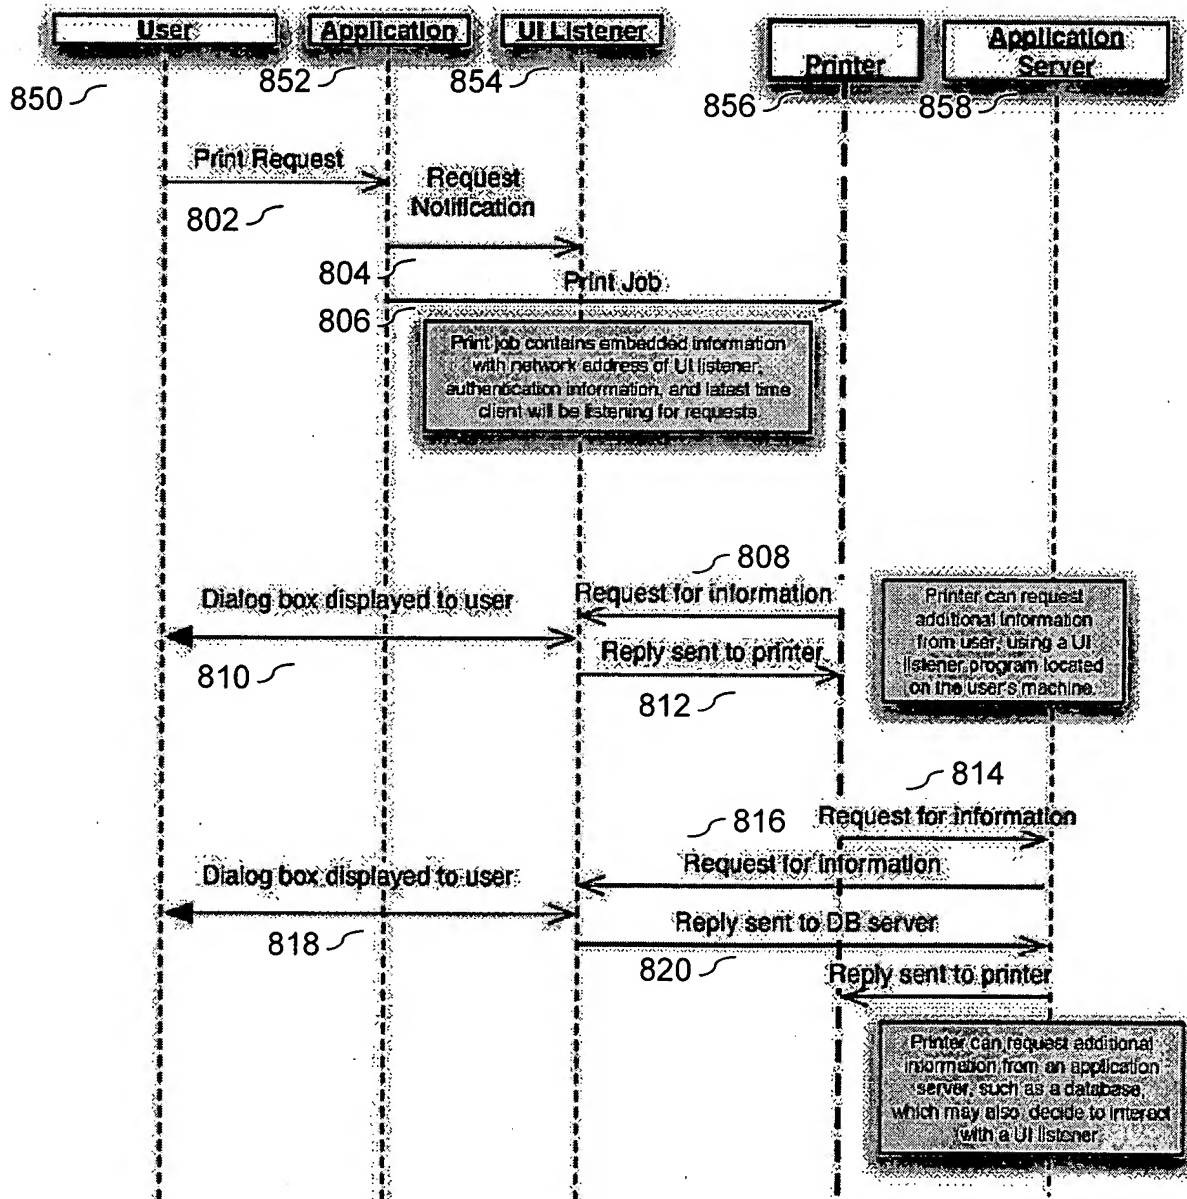 User
Application
UI Listener
Printer
Application
Server
850
852
854
856
858
Print Request
802
Request
Notification
804
Print Job
806
Print job contains embedded information
with network address of UI listener,
authentication information, and latest time
client will be listening for requests.
808
Request for information
Dialog box displayed to user
810
Reply sent to printer
812
Printer can request
additional information
from user, using a UI
listener program located
on the user's machine.
814
Request for information
816
Request for information
Dialog box displayed to user
818
Reply sent to DB server
820
Reply sent to printer
Printer can request additional
information from an application
server, such as a database,
which may also decide to interact
with a UI listener